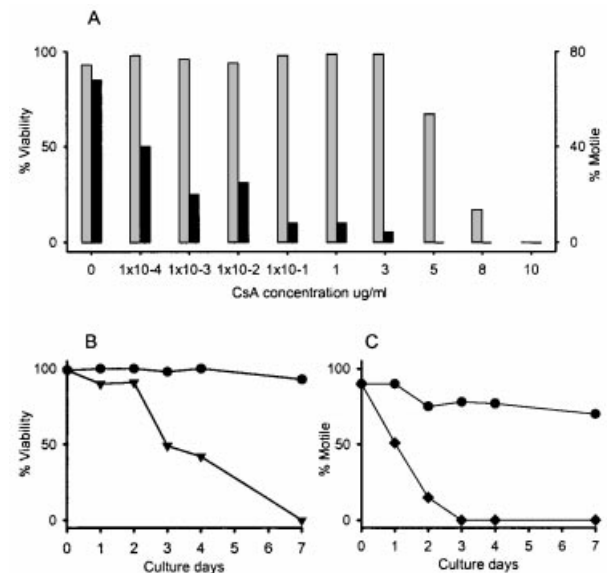 A
100
50
0
% Viability
80
40
0
% Motile
0 1x10-4 1x10-3 1x10-2 1x10-1 1 3 5 8 10
CsA concentration ug/ml
B
100
50
0
% Viability
0 1 2 3 4 5 6 7
Culture days
C
100
50
0
% Motile
0 1 2 3 4 5 6 7
Culture days